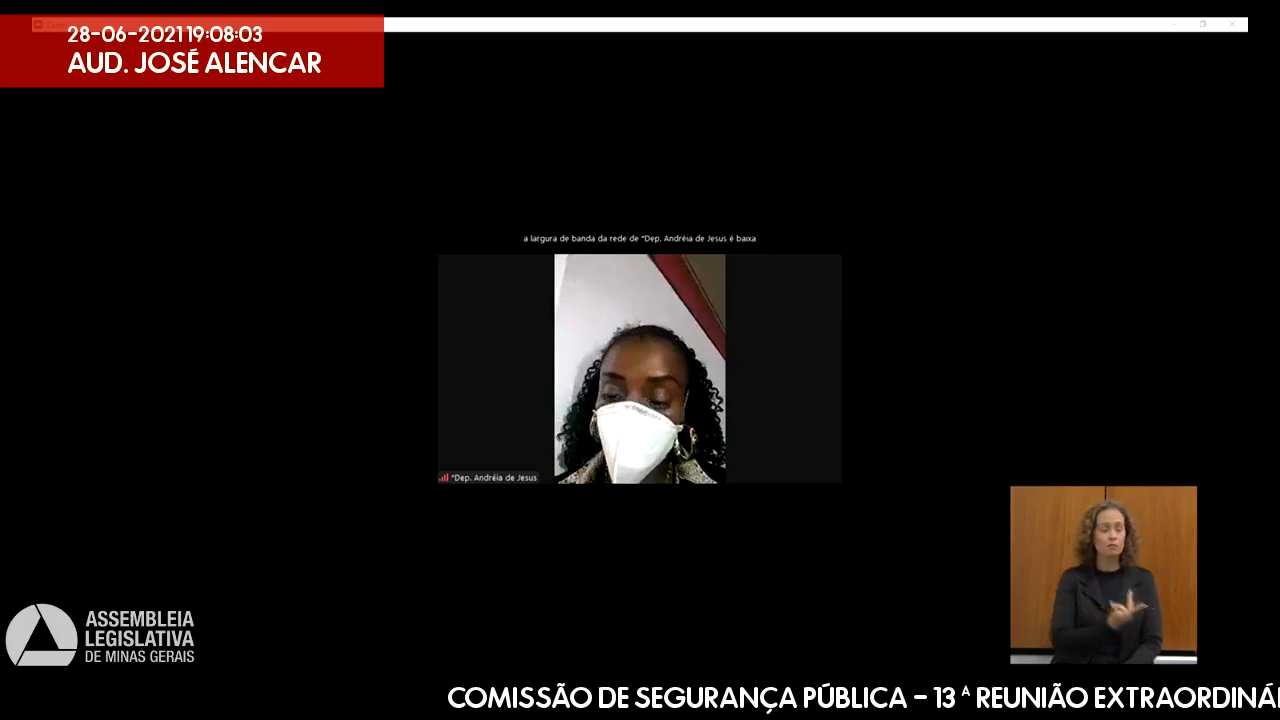 28-06-2021 19:08:03
AUD. JOSÉ ALENCAR
a largura de banda da rede de *Dep. Andréia de Jesus é baixa
*Dep. Andréia de Jesus
ASSEMBLEIA
LEGISLATIVA
DE MINAS GERAIS
COMISSÃO DE SEGURANÇA PÚBLICA - 13 ª REUNIÃO EXTRAORDINÁ